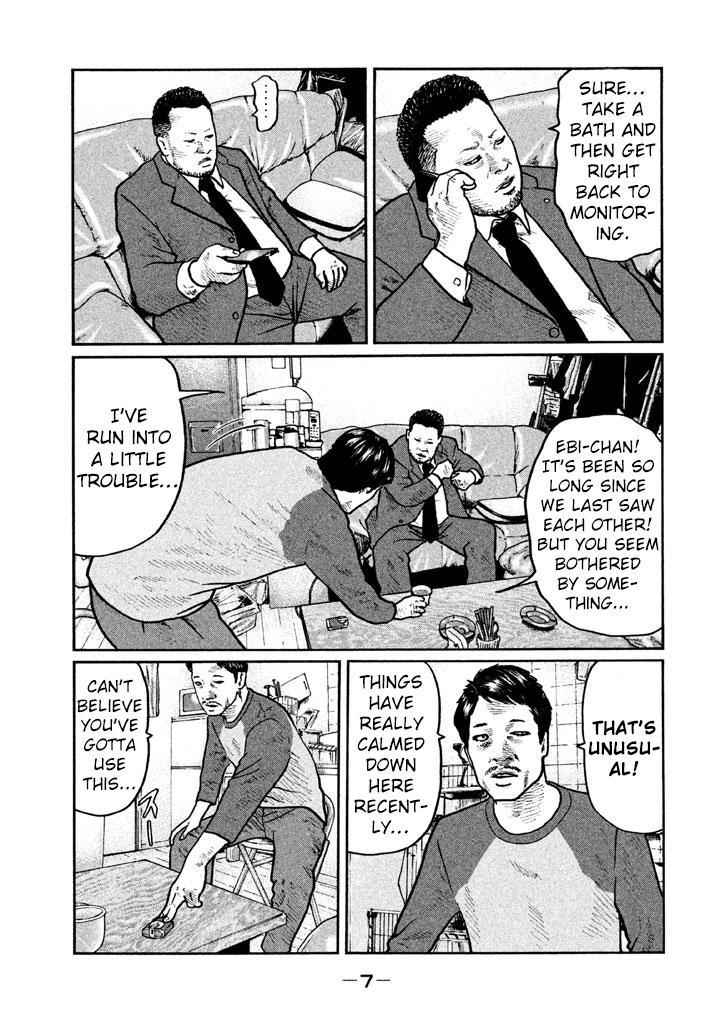 SURE...
TAKE A
BATH AND
THEN GET
RIGHT
BACK TO
MONITOR-
ING.
......
EBI-CHAN!
IT'S BEEN SO
LONG SINCE
WE LAST SAW
EACH OTHER!
BUT YOU SEEM
BOTHERED
BY SOME-
THING...
I'VE
RUN INTO
A LITTLE
TROUBLE...
THAT'S
UNUSU-
AL!
THINGS
HAVE
REALLY
CALMED
DOWN
HERE
RECENT-
LY...
CAN'T
BELIEVE
YOU'VE
GOTTA
USE
THIS...
—7—